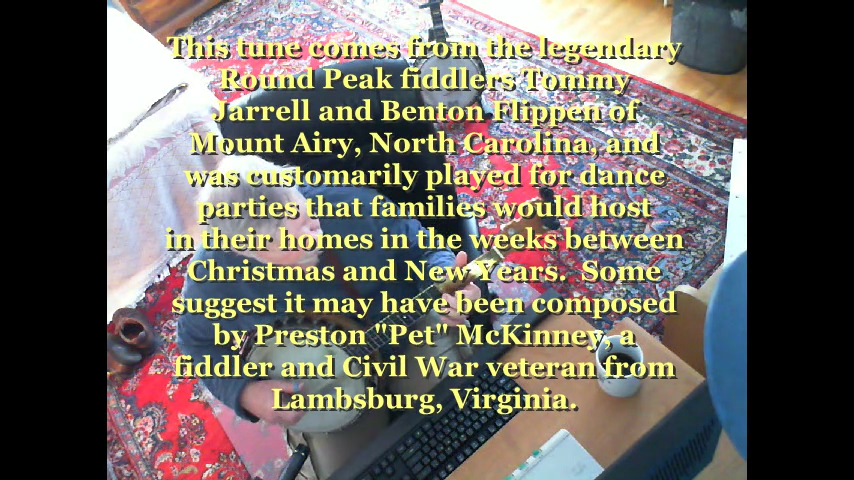 This tune comes from the legendary
Round Peak fiddlers Tommy
Jarrell and Benton Flippen of
Mount Airy, North Carolina, and
was customarily played for dance
parties that families would host
in their homes in the weeks between
Christmas and New Years.  Some
suggest it may have been composed
by Preston "Pet" McKinney, a
fiddler and Civil War veteran from
Lambsburg, Virginia.